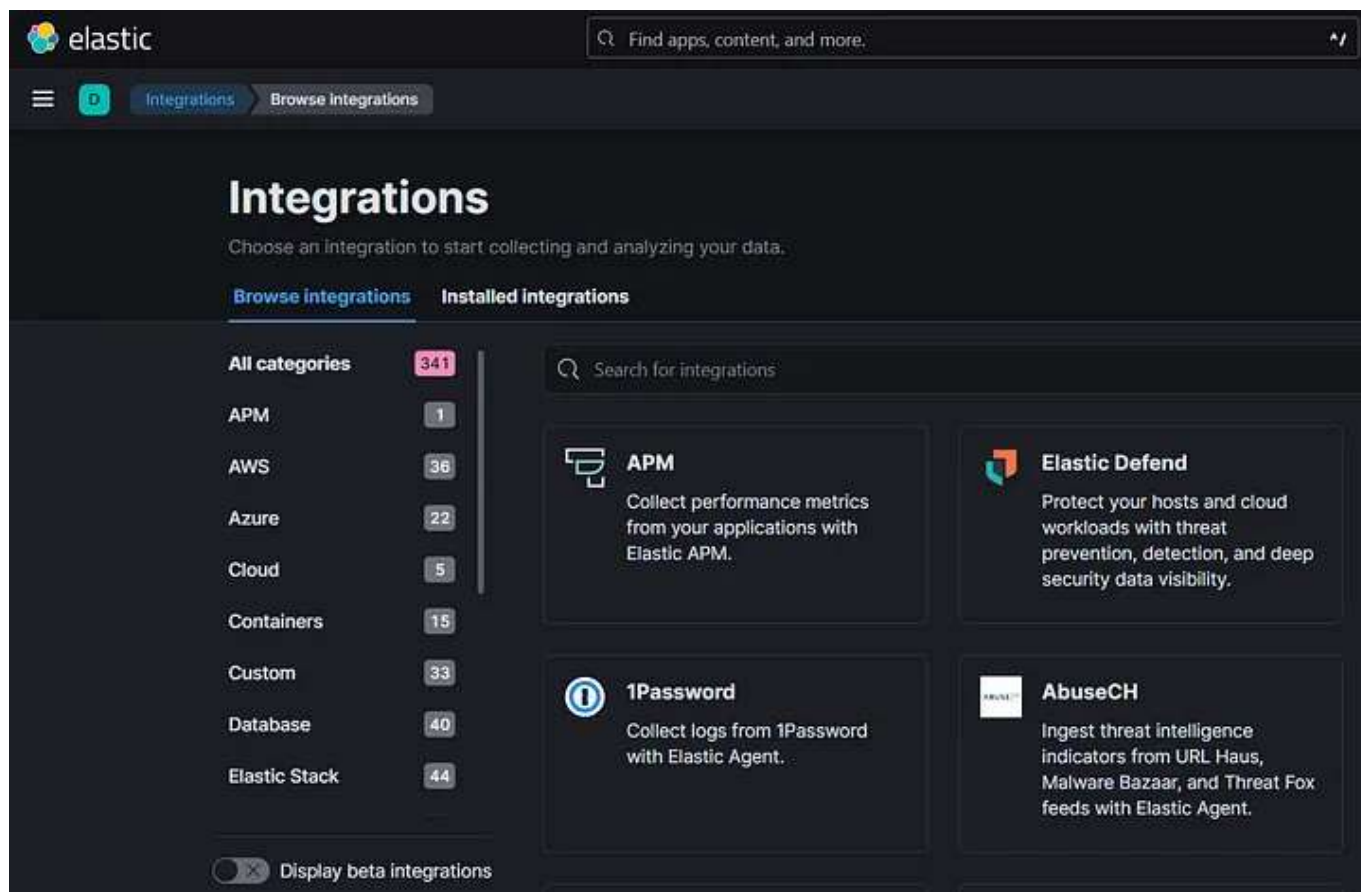 elastic
Find apps, content, and more.
^/
D
Integrations
Browse integrations
Integrations
Choose an integration to start collecting and analyzing your data.
Browse integrations
Installed integrations
All categories 341
APM 1
AWS 36
Azure 22
Cloud 5
Containers 15
Custom 33
Database 40
Elastic Stack 44
Display beta integrations
Search for integrations
APM
Collect performance metrics
from your applications with
Elastic APM.
Elastic Defend
Protect your hosts and cloud
workloads with threat
prevention, detection, and deep
security data visibility.
1Password
Collect logs from 1Password
with Elastic Agent.
AbuseCH
Ingest threat intelligence
indicators from URL Haus,
Malware Bazaar, and Threat Fox
feeds with Elastic Agent.